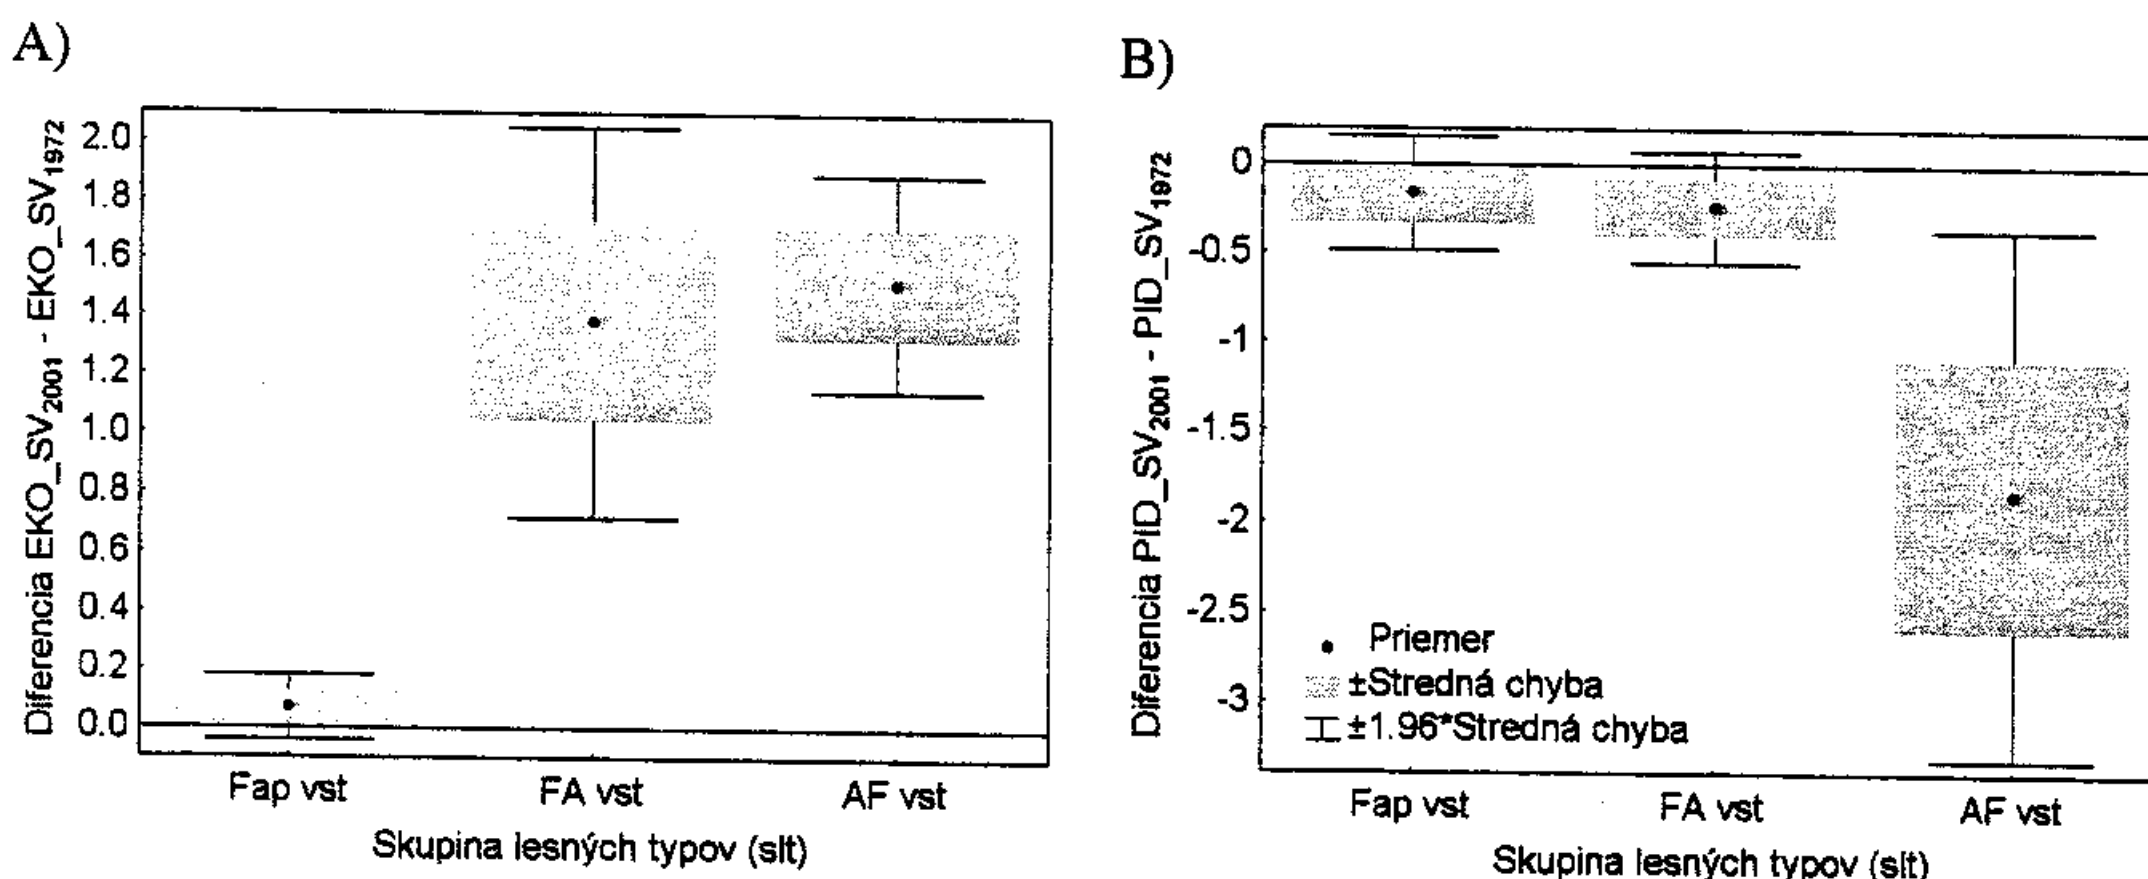 A)
Diferencia EKO_SV2001 - EKO_SV1972
2.0
1.8
1.6
1.4
1.2
1.0
0.8
0.6
0.4
0.2
0.0
Fap vst
FA vst
AF vst
Skupina lesných typov (slt)
B)
Diferencia PID_SV2001 - PID_SV1972
0
-0.5
-1
-1.5
-2
-2.5
-3
Priemer
±Stredná chyba
±1.96*Stredná chyba
Fap vst
FA vst
AF vst
Skupina lesných typov (slt)